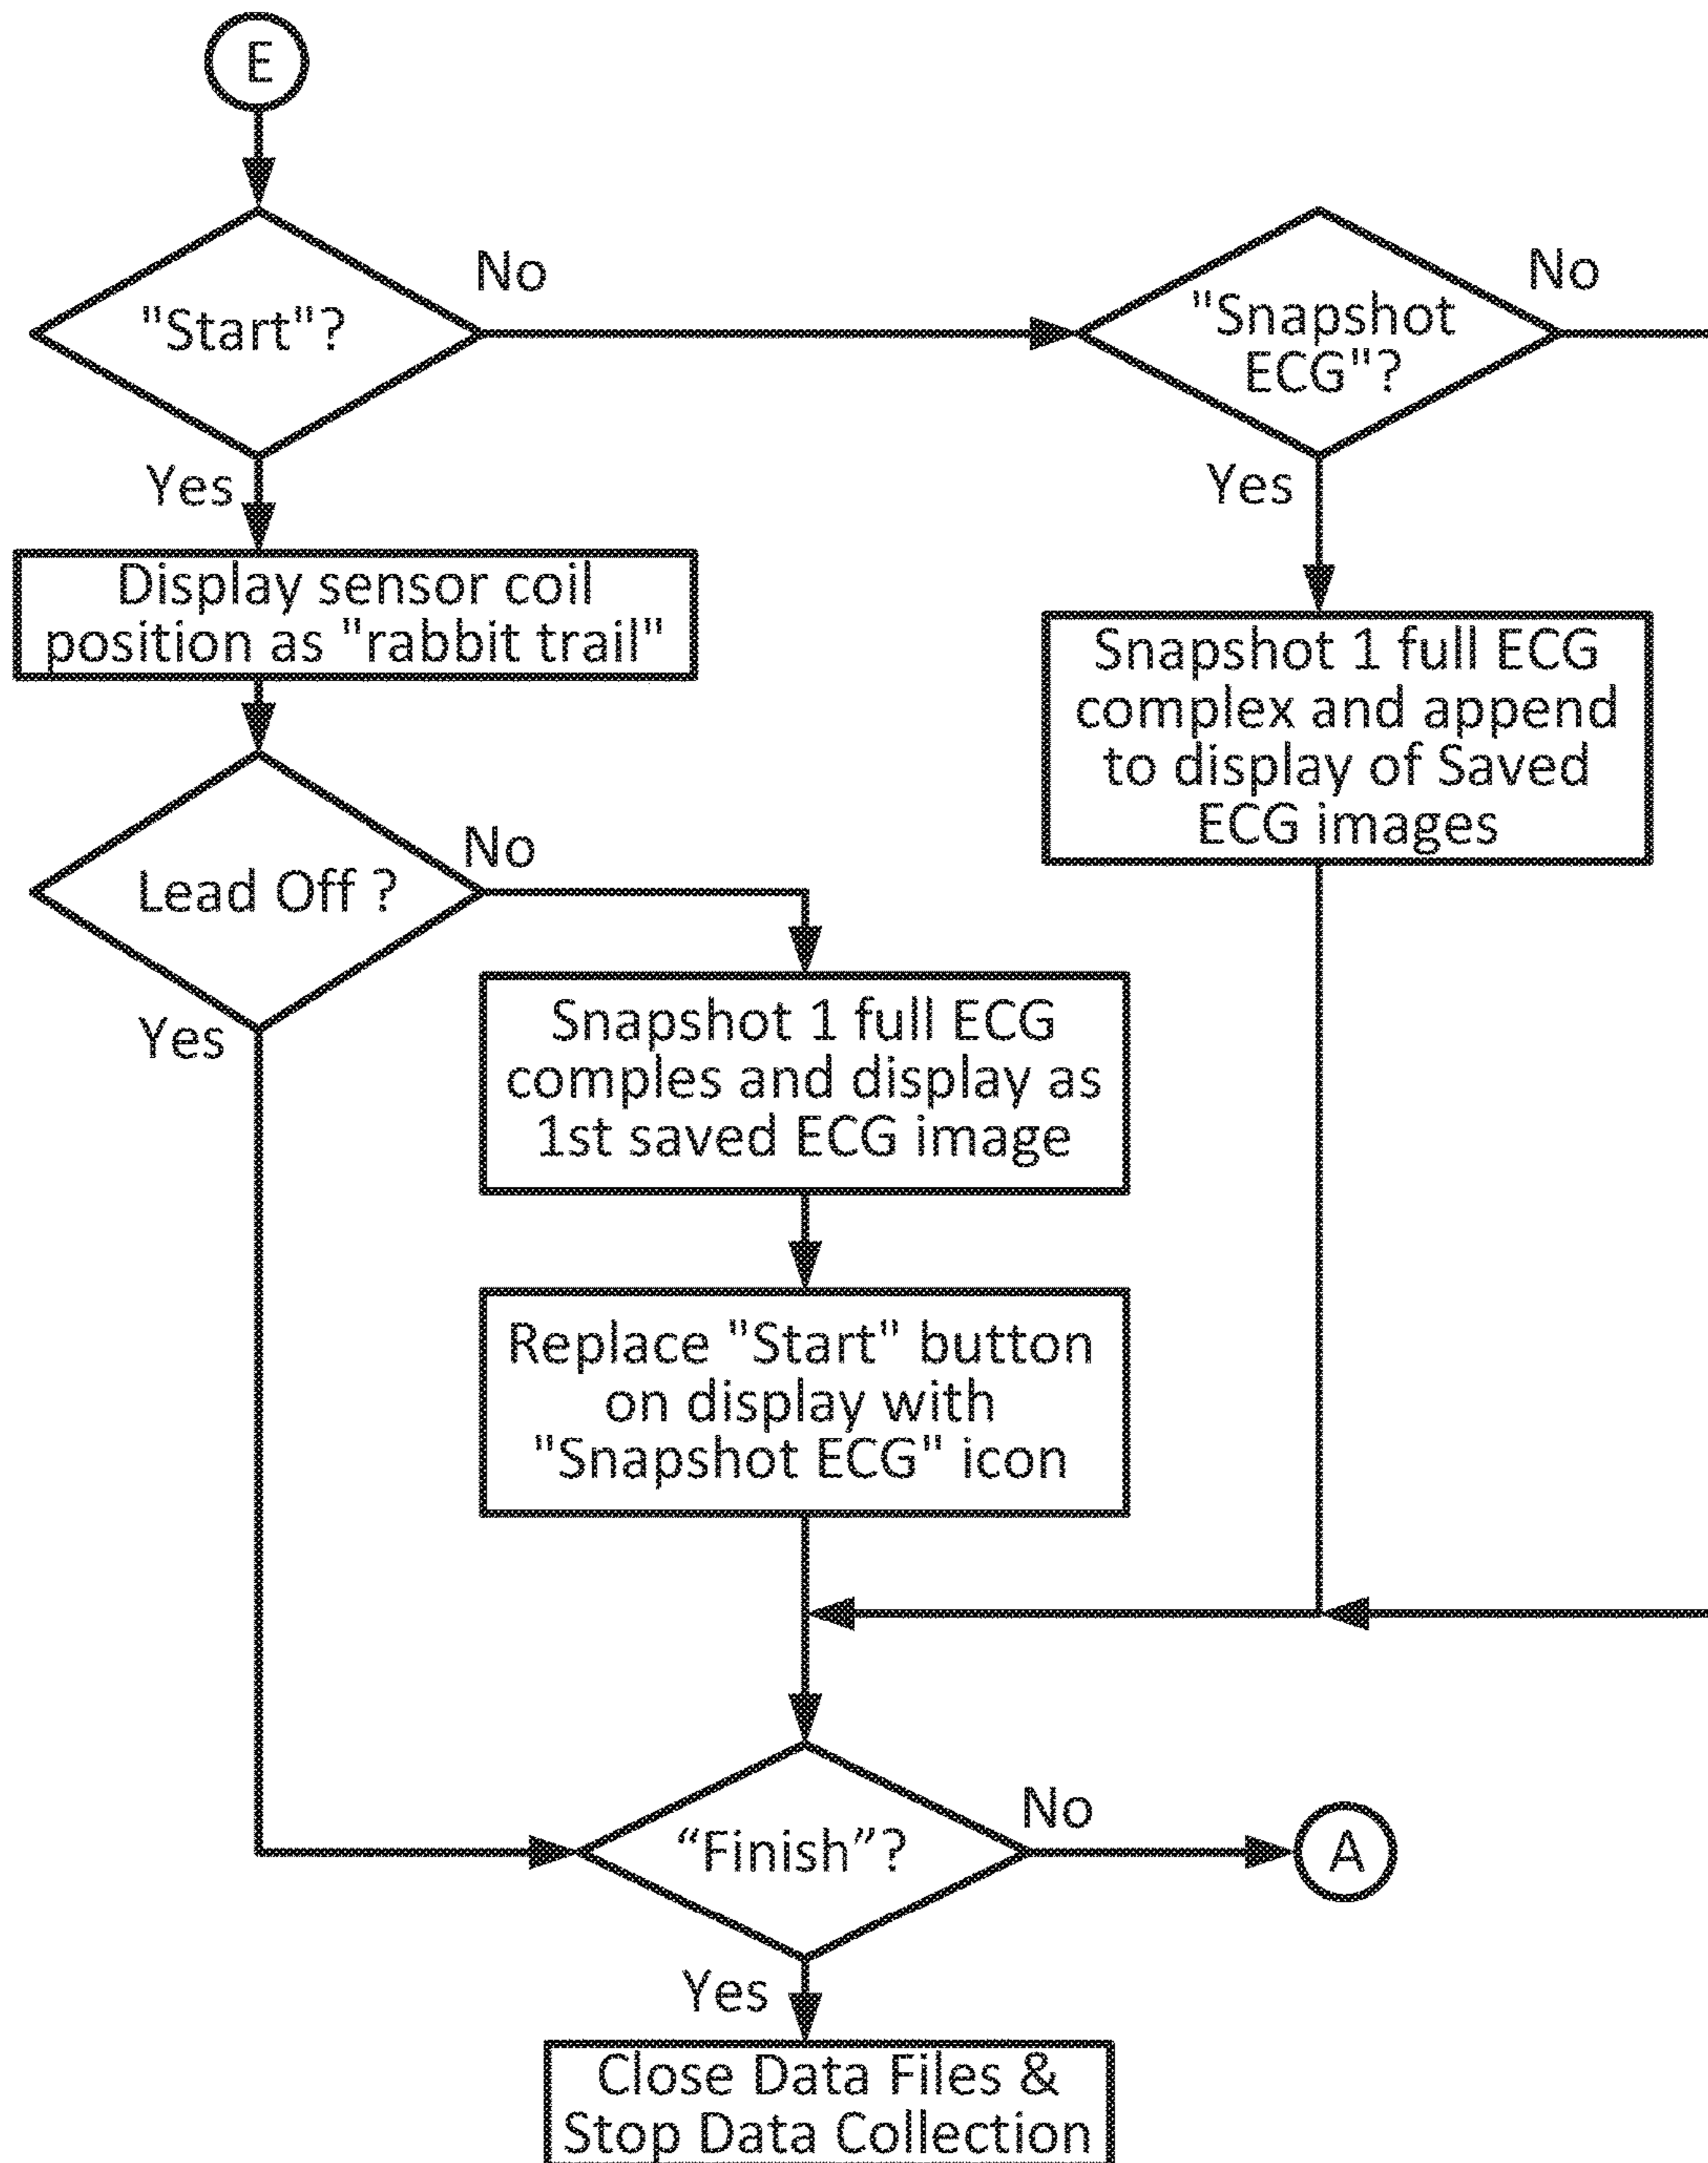 E
"Start"?
No
"Snapshot
ECG"?
No
Yes
Yes
Display sensor coil
position as "rabbit trail"
Snapshot 1 full ECG
complex and append
to display of Saved
ECG images
Lead Off ?
No
Yes
Snapshot 1 full ECG
comples and display as
1st saved ECG image
Replace "Start" button
on display with
"Snapshot ECG" icon
“Finish”?
No
A
Yes
Close Data Files &
Stop Data Collection